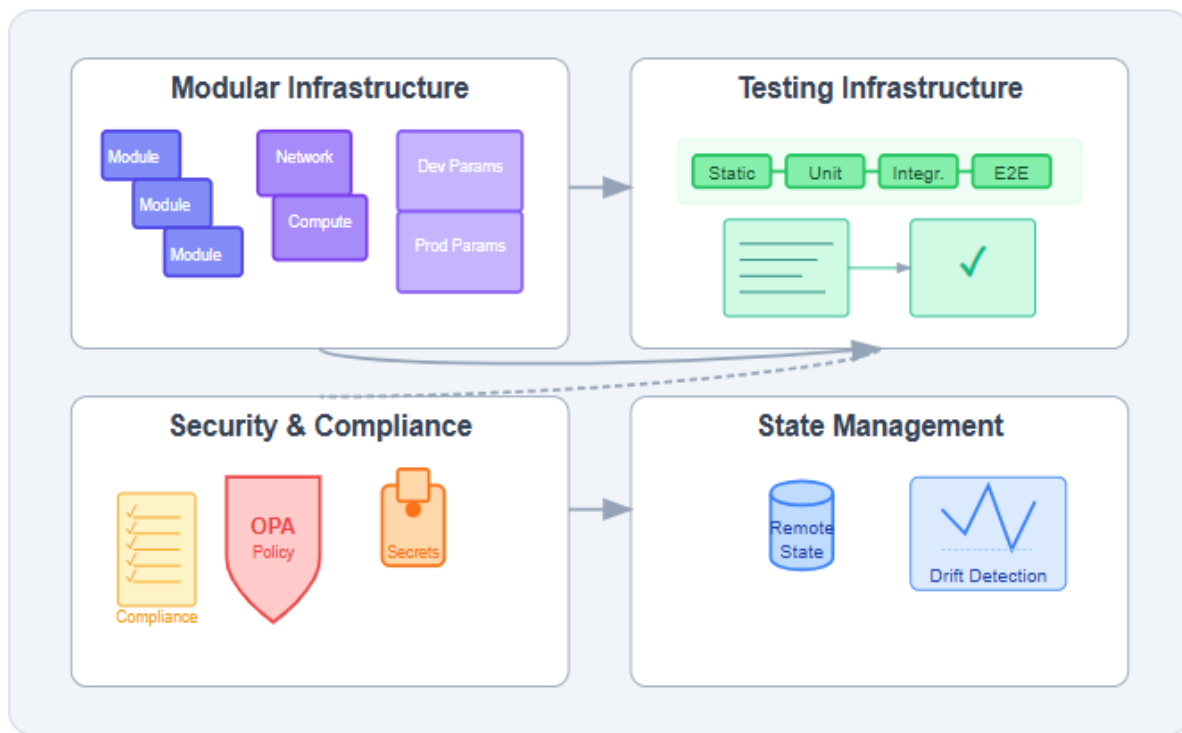 Modular Infrastructure
Module
Module
Module
Network
Compute
Dev Params
Prod Params
Testing Infrastructure
Static
Unit
Integr.
E2E
Security & Compliance
Compliance
OPA
Policy
Secrets
State Management
Remote
State
Drift Detection